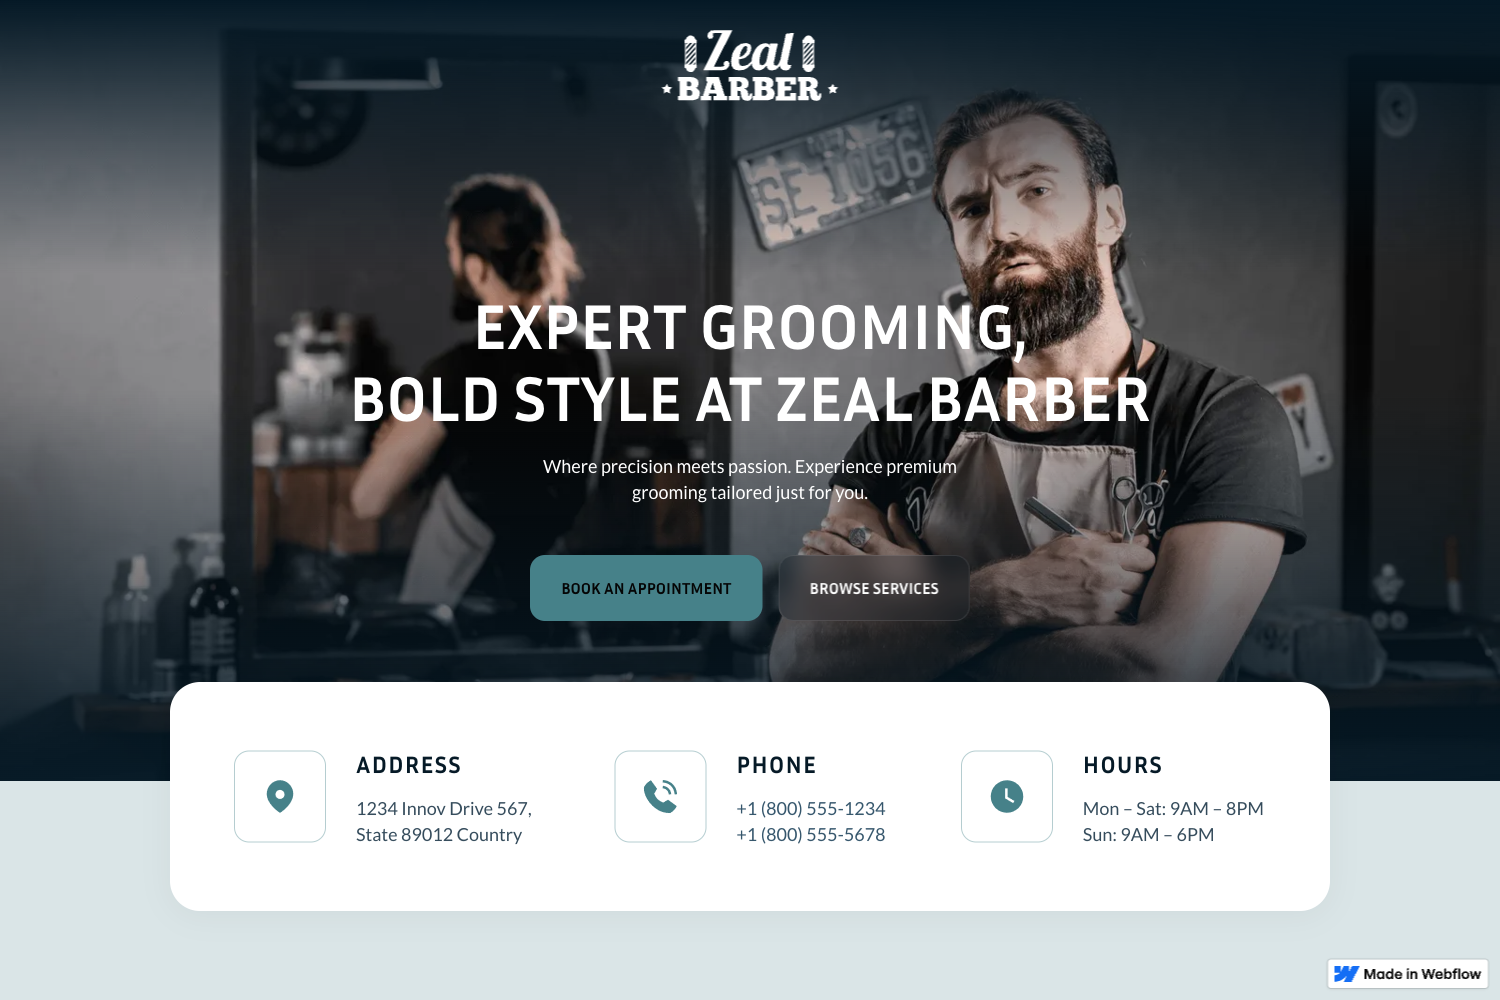 Zeal
BARBER
SE 1056
EXPERT GROOMING,
BOLD STYLE AT ZEAL BARBER
Where precision meets passion. Experience premium
grooming tailored just for you.
BOOK AN APPOINTMENT
BROWSE SERVICES
ADDRESS
1234 Innov Drive 567,
State 89012 Country
PHONE
+1 (800) 555-1234
+1 (800) 555-5678
HOURS
Mon – Sat: 9AM – 8PM
Sun: 9AM – 6PM
Made in Webflow